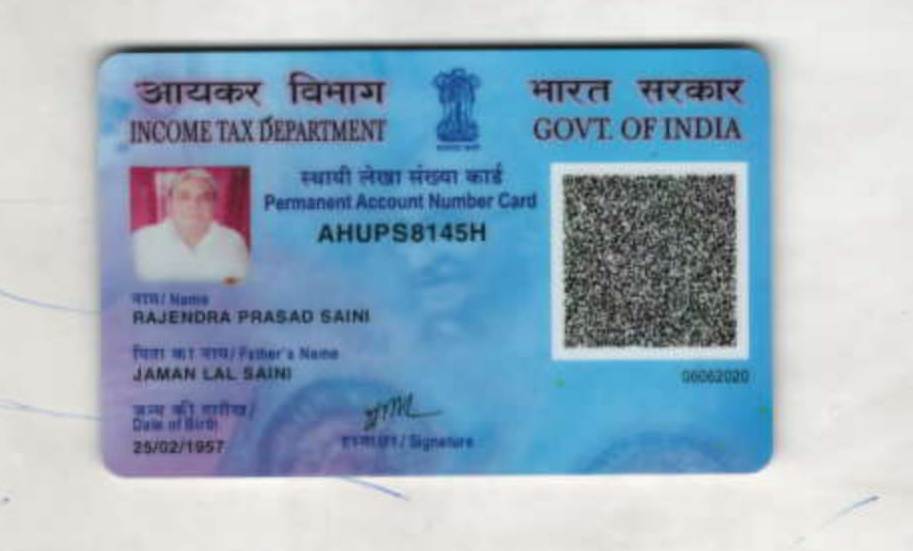 आयकर विभाग
INCOME TAX DEPARTMENT
भारत सरकार
GOVT. OF INDIA
स्थायी लेखा संख्या कार्ड
Permanent Account Number Card
AHUPS8145H
नाम / Name
RAJENDRA PRASAD SAINI
पिता का नाम / Father's Name
JAMAN LAL SAINI
जन्म की तारीख /
Date of Birth
25/02/1957
हस्ताक्षर / Signature
06062020